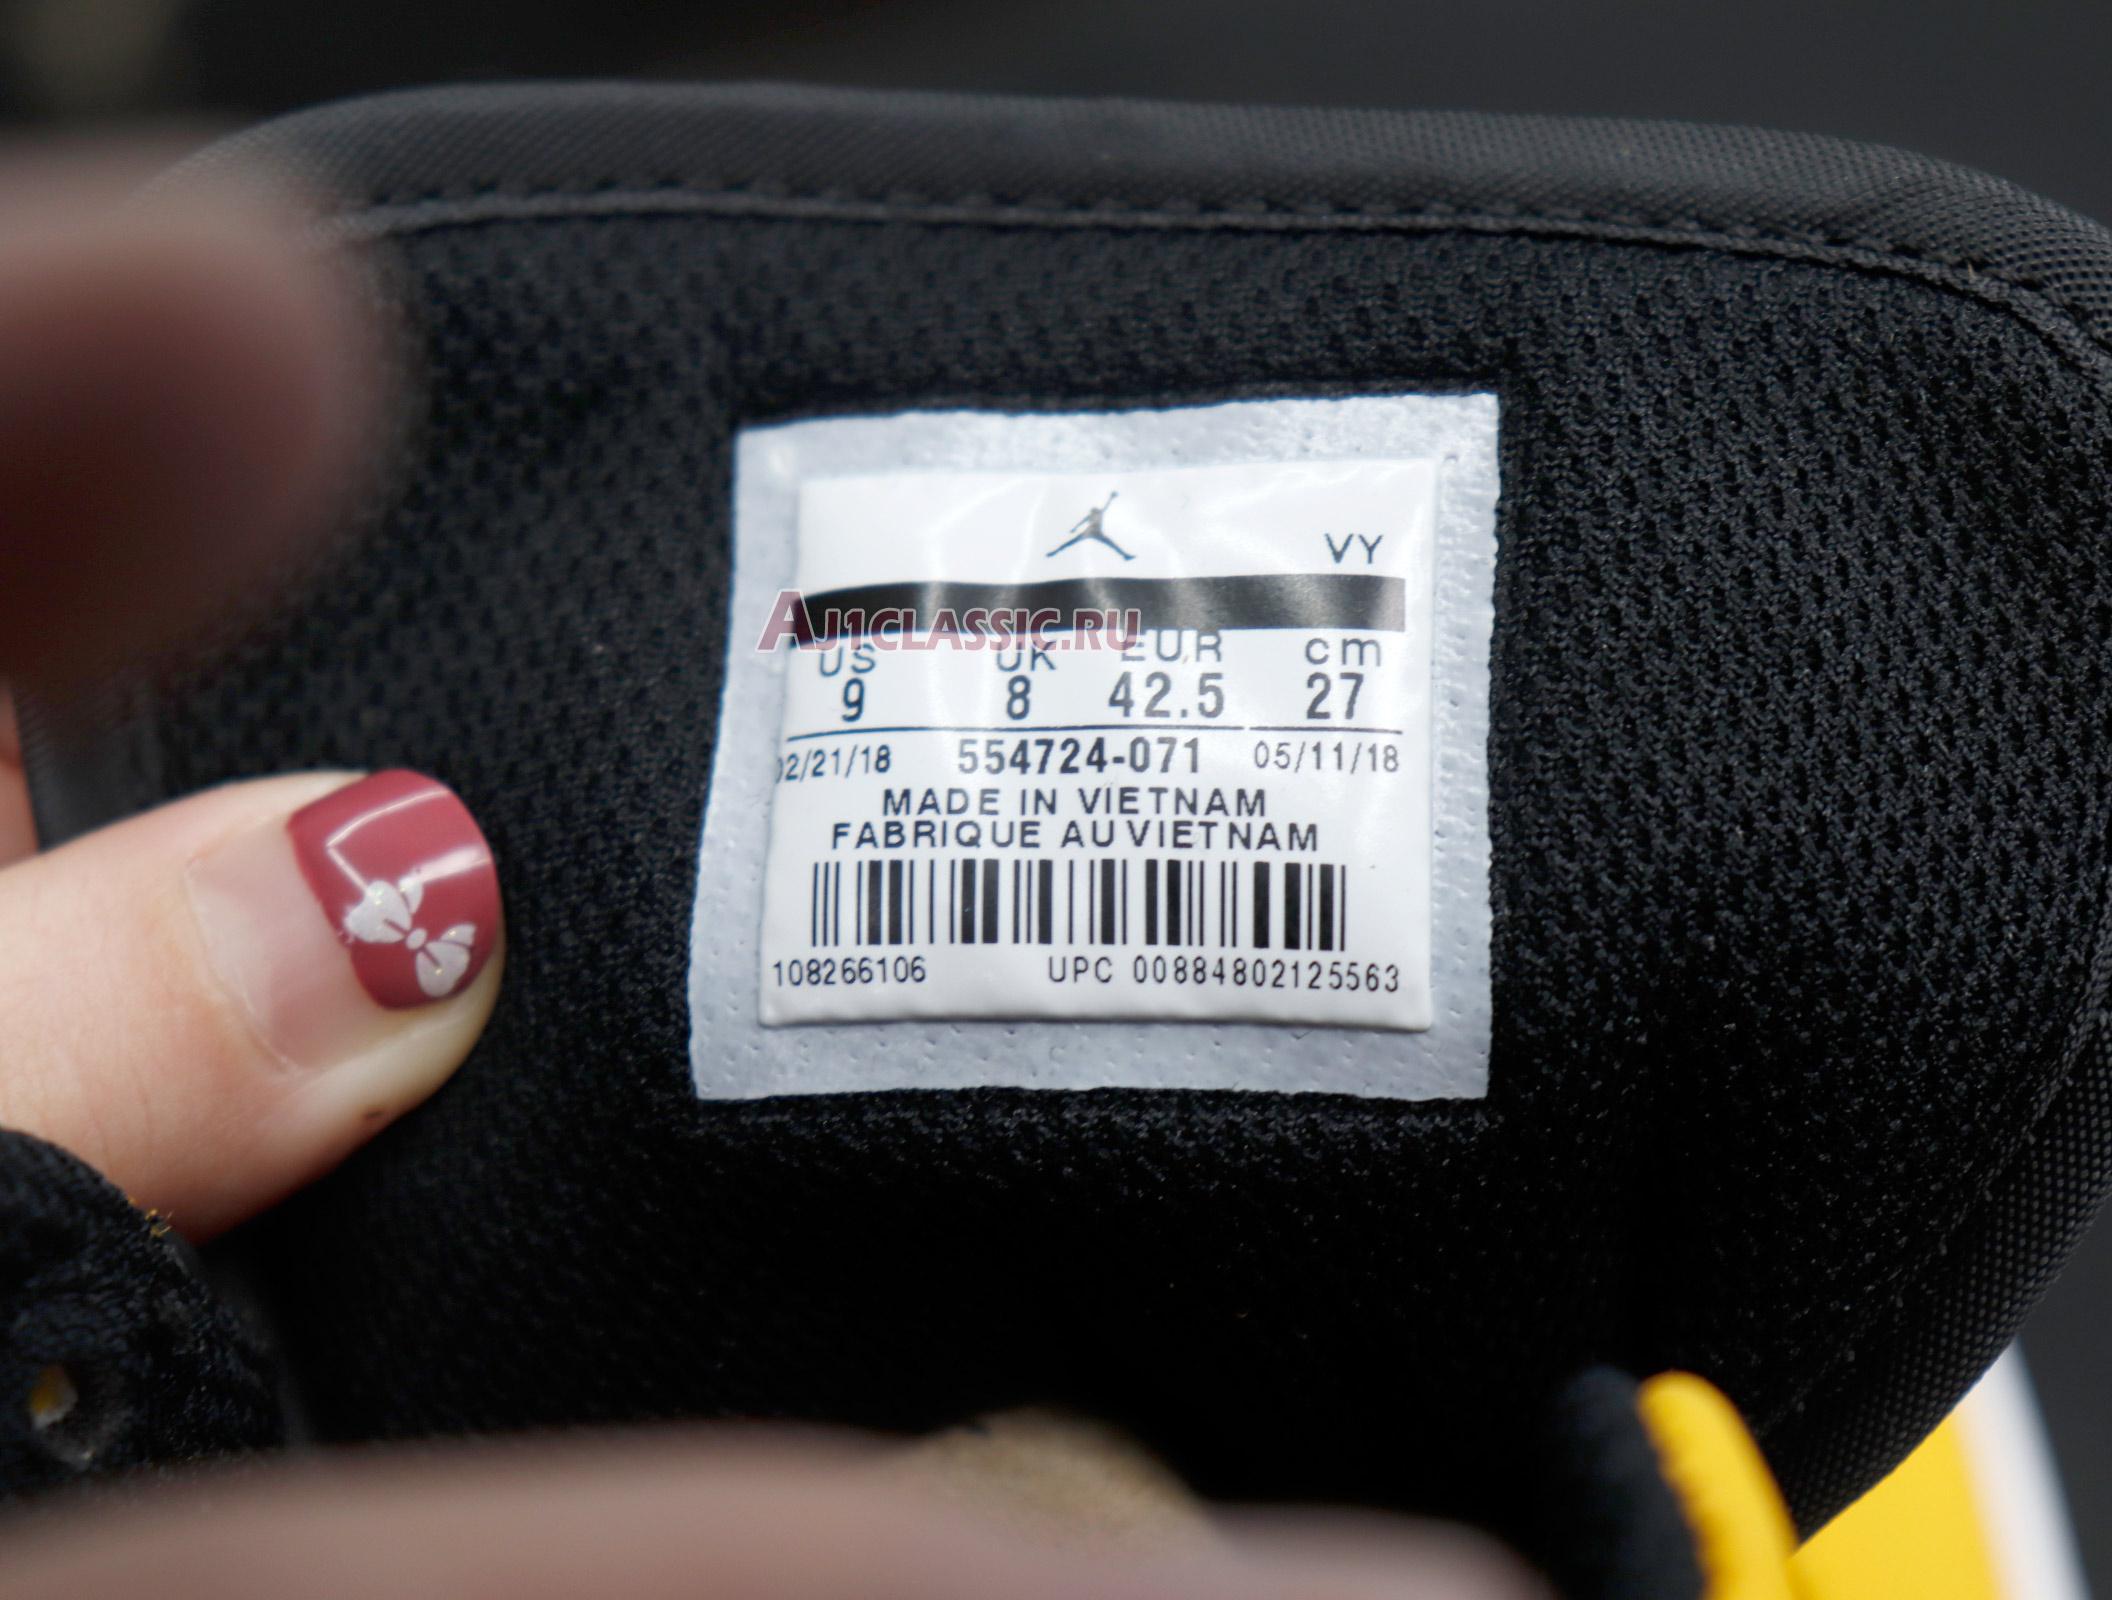 VY
AJ1CLASSIC.RU
US UK EUR cm
9 8 42.5 27
02/21/18 554724-071 05/11/18
MADE IN VIETNAM
FABRIQUE AU VIETNAM
108266106 UPC 00884802125563